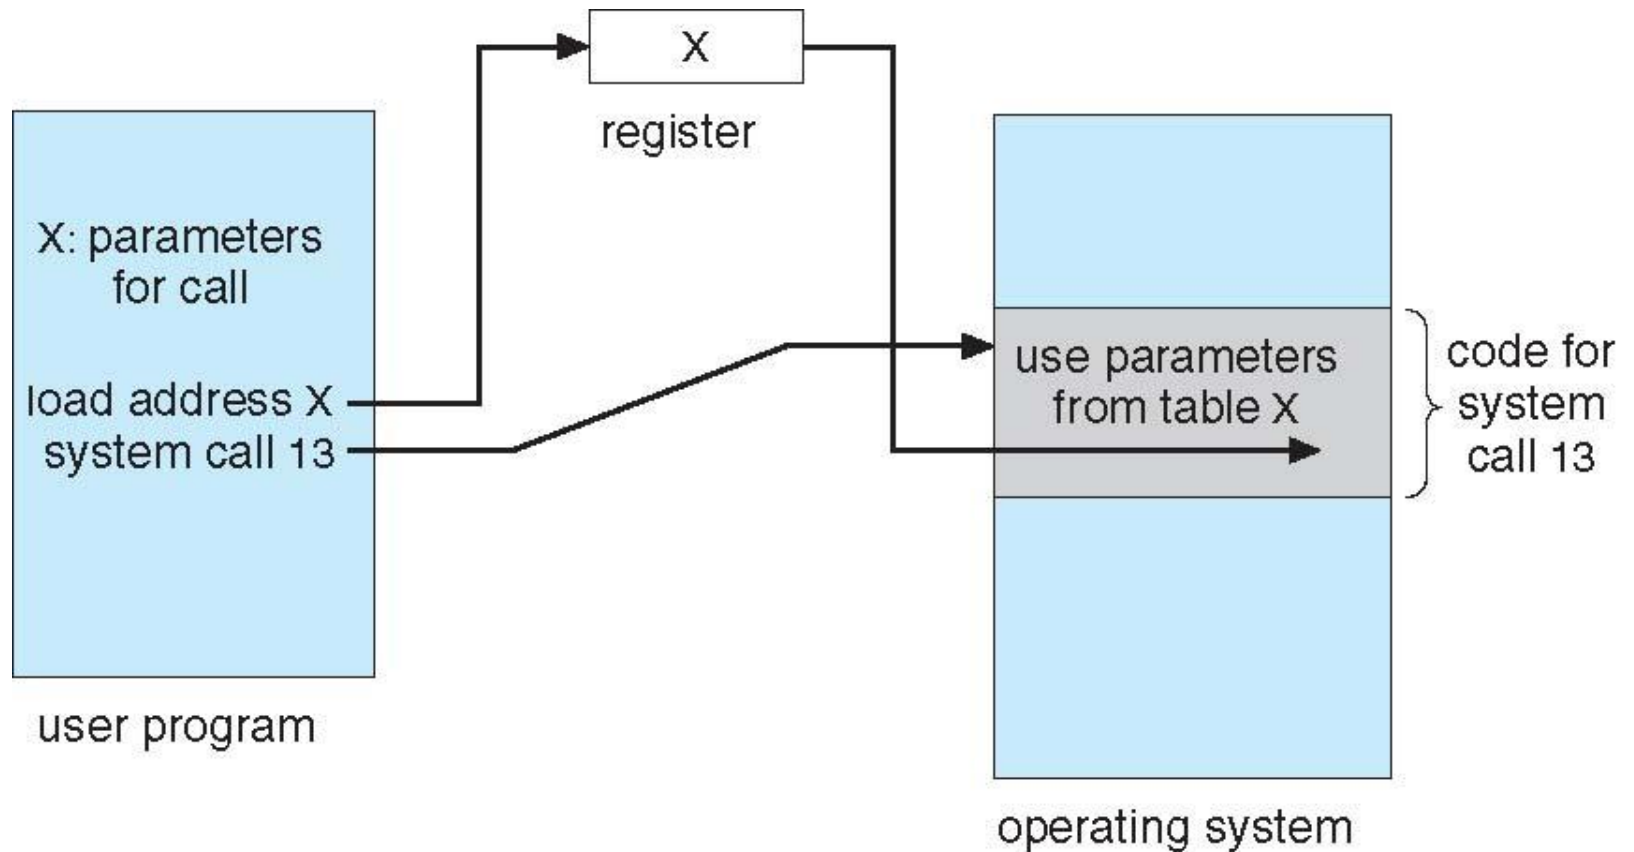 X
register
X: parameters
for call
load address X
system call 13
user program
use parameters
from table X
code for
system
call 13
operating system